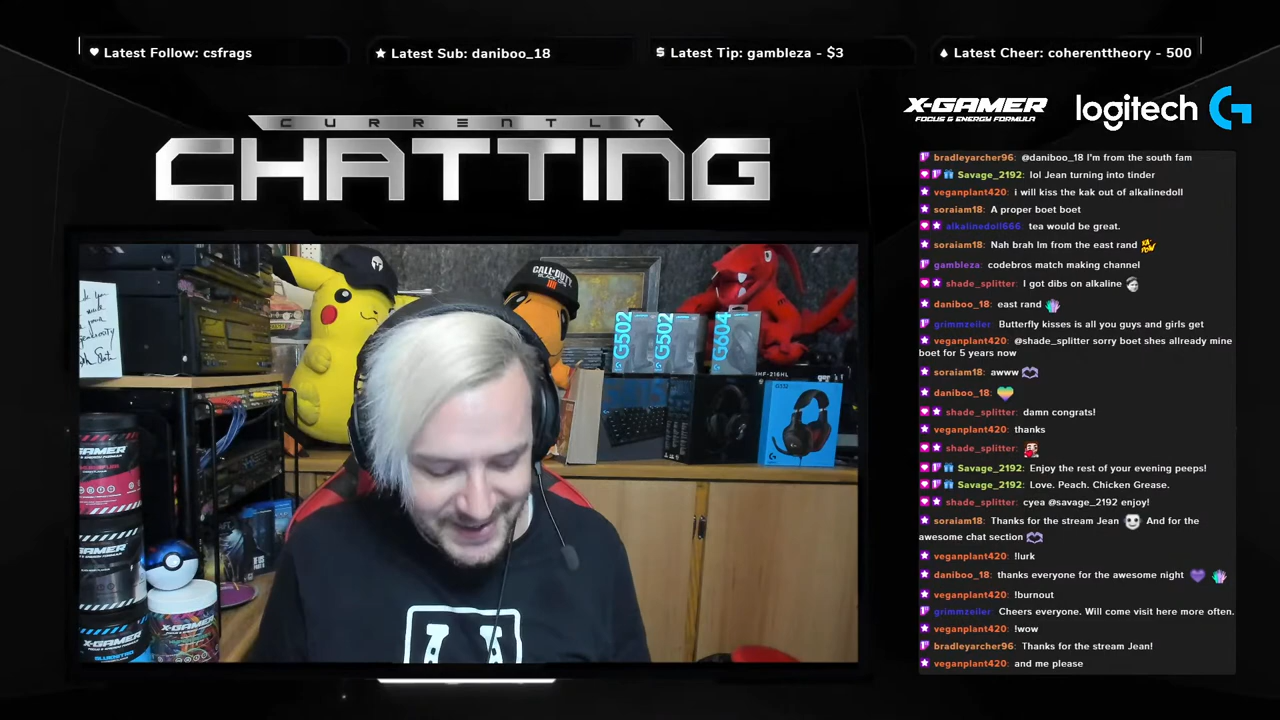 Latest Follow: csfrags
Latest Sub: daniboo_18
Latest Tip: gambleza - $3
Latest Cheer: coherenttheory - 500
CURRENTLY
CHATTING
X-GAMER
FOCUS & ENERGY FORMULA
logitech G
bradleyarcher96: @daniboo_18 I'm from the south fam
Savage_2192: lol Jean turning into tinder
veganplant420: i will kiss the kak out of alkalinedoll
soraiam18: A proper boet boet
alkalinedoll666: tea would be great.
soraiam18: Nah brah Im from the east rand
gambleza: codebros match making channel
shade_splitter: I got dibs on alkaline
daniboo_18: east rand
grimmzeiler: Butterfly kisses is all you guys and girls get
veganplant420: @shade_splitter sorry boet shes allready mine
boet for 5 years now
soraiam18: awww
daniboo_18:
shade_splitter: damn congrats!
veganplant420: thanks
shade_splitter:
Savage_2192: Enjoy the rest of your evening peeps!
Savage_2192: Love. Peach. Chicken Grease.
shade_splitter: cyea @savage_2192 enjoy!
soraiam18: Thanks for the stream Jean And for the
awesome chat section
veganplant420: !lurk
daniboo_18: thanks everyone for the awesome night
veganplant420: !burnout
grimmzeiler: Cheers everyone. Will come visit here more often.
veganplant420: !wow
bradleyarcher96: Thanks for the stream Jean!
veganplant420: and me please
CALL OF DUTY
BLACK OPS
G502
G502
G604
G332
X-GAMER
X-GAMER
X-GAMER